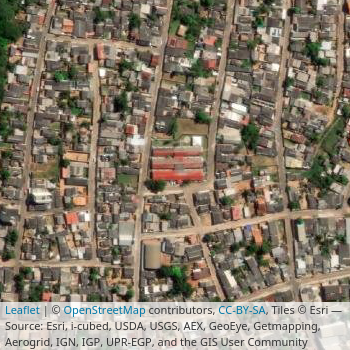 Leaflet | © OpenStreetMap contributors, CC-BY-SA, Tiles © Esri —
Source: Esri, i-cubed, USDA, USGS, AEX, GeoEye, Getmapping,
Aerogrid, IGN, IGP, UPR-EGP, and the GIS User Community